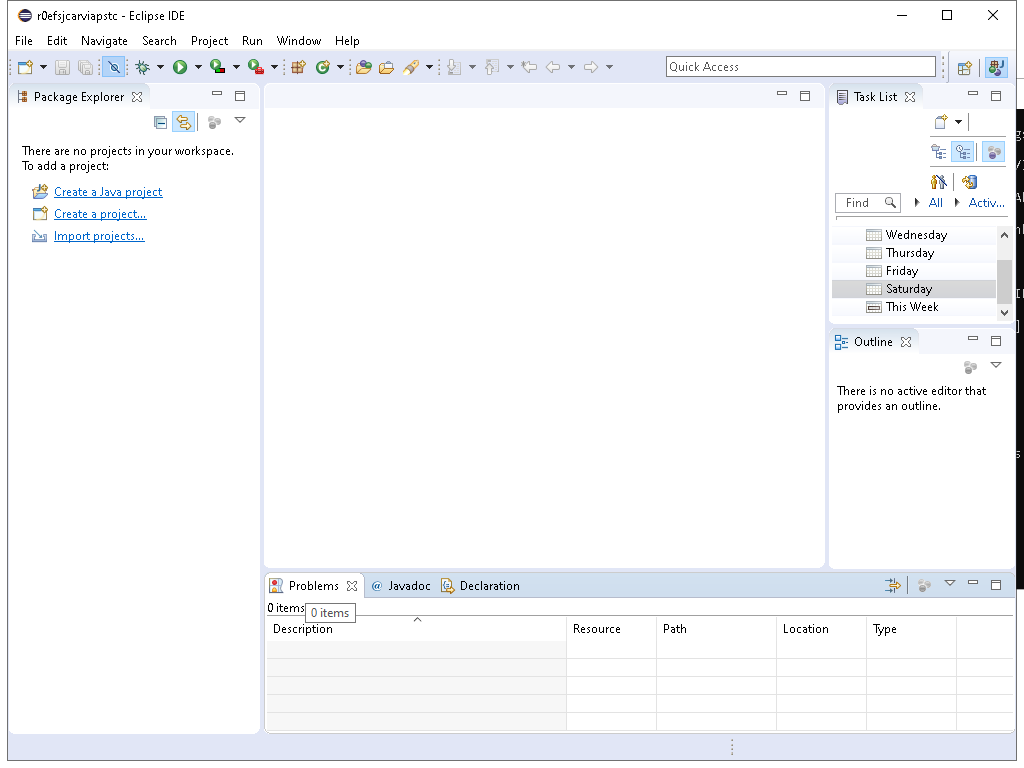 r0efsjcarviapstc - Eclipse IDE
File Edit Navigate Search Project Run Window Help
Quick Access
Package Explorer
There are no projects in your workspace.
To add a project:
Create a Java project
Create a project...
Import projects...
Task List
Find All Activ...
Wednesday
Thursday
Friday
Saturday
This Week
Outline
There is no active editor that
provides an outline.
Problems @ Javadoc Declaration
0 items
0 items
Description Resource Path Location Type